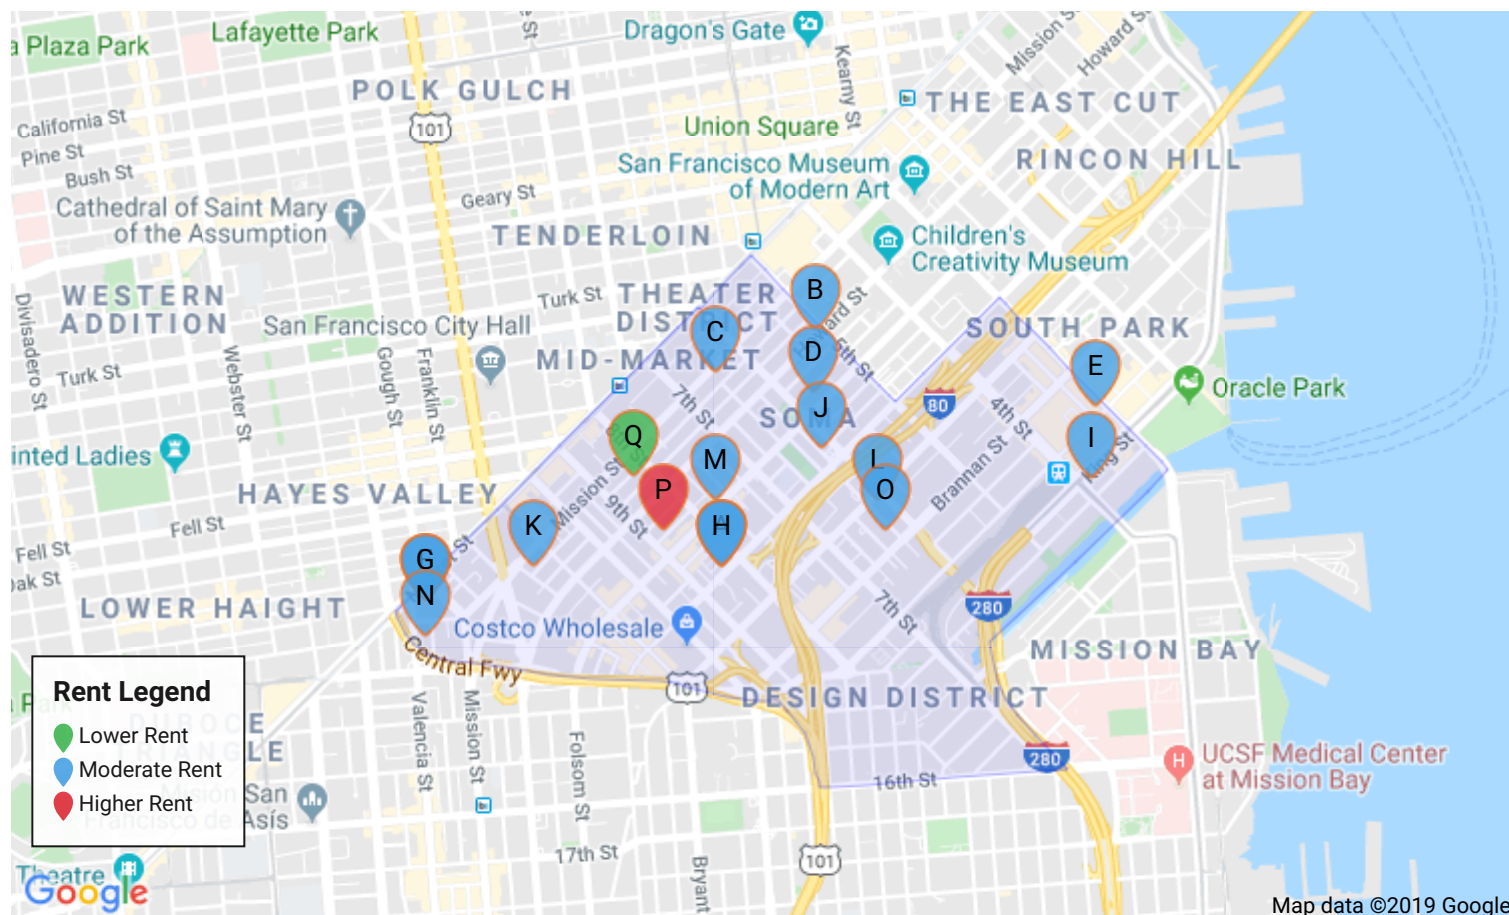 a Plaza Park
Lafayette Park
Dragon's Gate
Kearny St
Mission S
Howard S
POLK GULCH
101
THE EAST CUT
California St
Pine St
Bush St
Union Square
San Francisco Museum
of Modern Art
RINCON HILL
Geary St
Cathedral of Saint Mary
of the Assumption
TENDERLOIN
Children's
Creativity Museum
WESTERN
ADDITION
Divisadero St
Turk St
THEATER
DISTRICT
B
C
D
5th St
SOUTH PARK
San Francisco City Hall
MID-MARKET
E
Oracle Park
Turk St
Webster St
Gough St
Franklin St
7th St
SOMA
J
80
4th St
I
King St
inted Ladies
Q
M
L
O
P
H
Brannan St
HAYES VALLEY
Mission St
9th St
K
Fell St
Fell St
G
N
LOWER HAIGHT
Costco Wholesale
7th St
280
Central Fwy
MISSION BAY
101
DESIGN DISTRICT
Rent Legend
Lower Rent
Moderate Rent
Higher Rent
Valencia St
Mission St
Folsom St
16th St
280
UCSF Medical Center
at Mission Bay
H
17th St
Bryant
101
Theatre
Google
Map data ©2019 Google